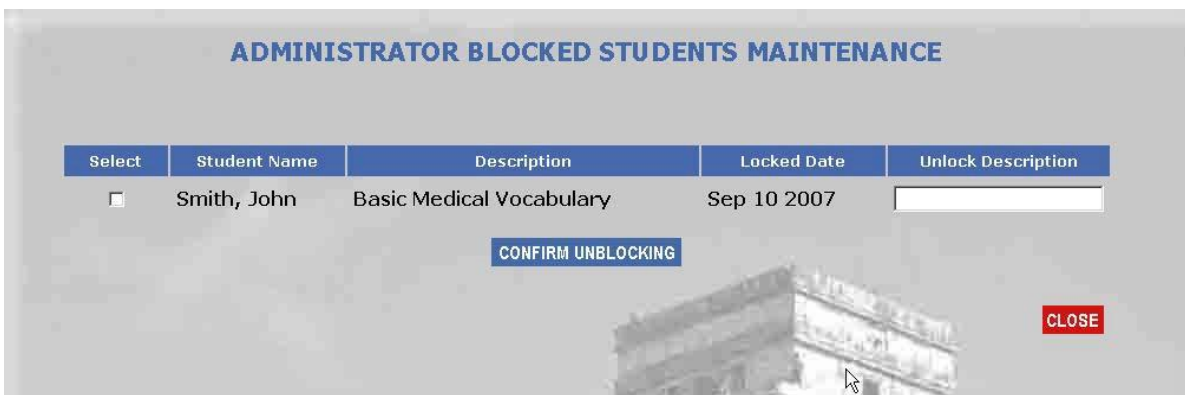 ADMINISTRATOR BLOCKED STUDENTS MAINTENANCE
Select Student Name Description Locked Date Unlock Description
Smith, John Basic Medical Vocabulary Sep 10 2007
CONFIRM UNBLOCKING
CLOSE